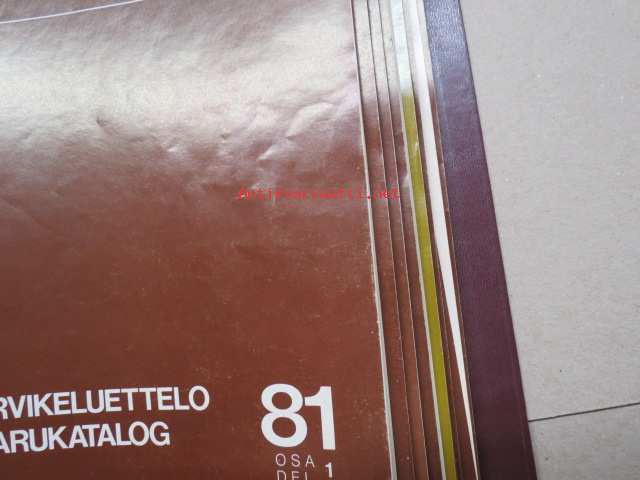 RVIKELUETTELO
ARUKATALOG
81
OSA
DEL
1